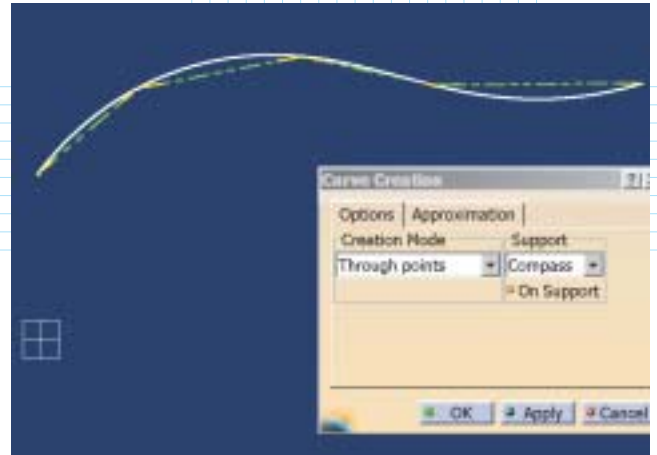 Curve Creation
Options Approximation
Creation Mode Support
Through points Compass
On Support
OK Apply Cancel